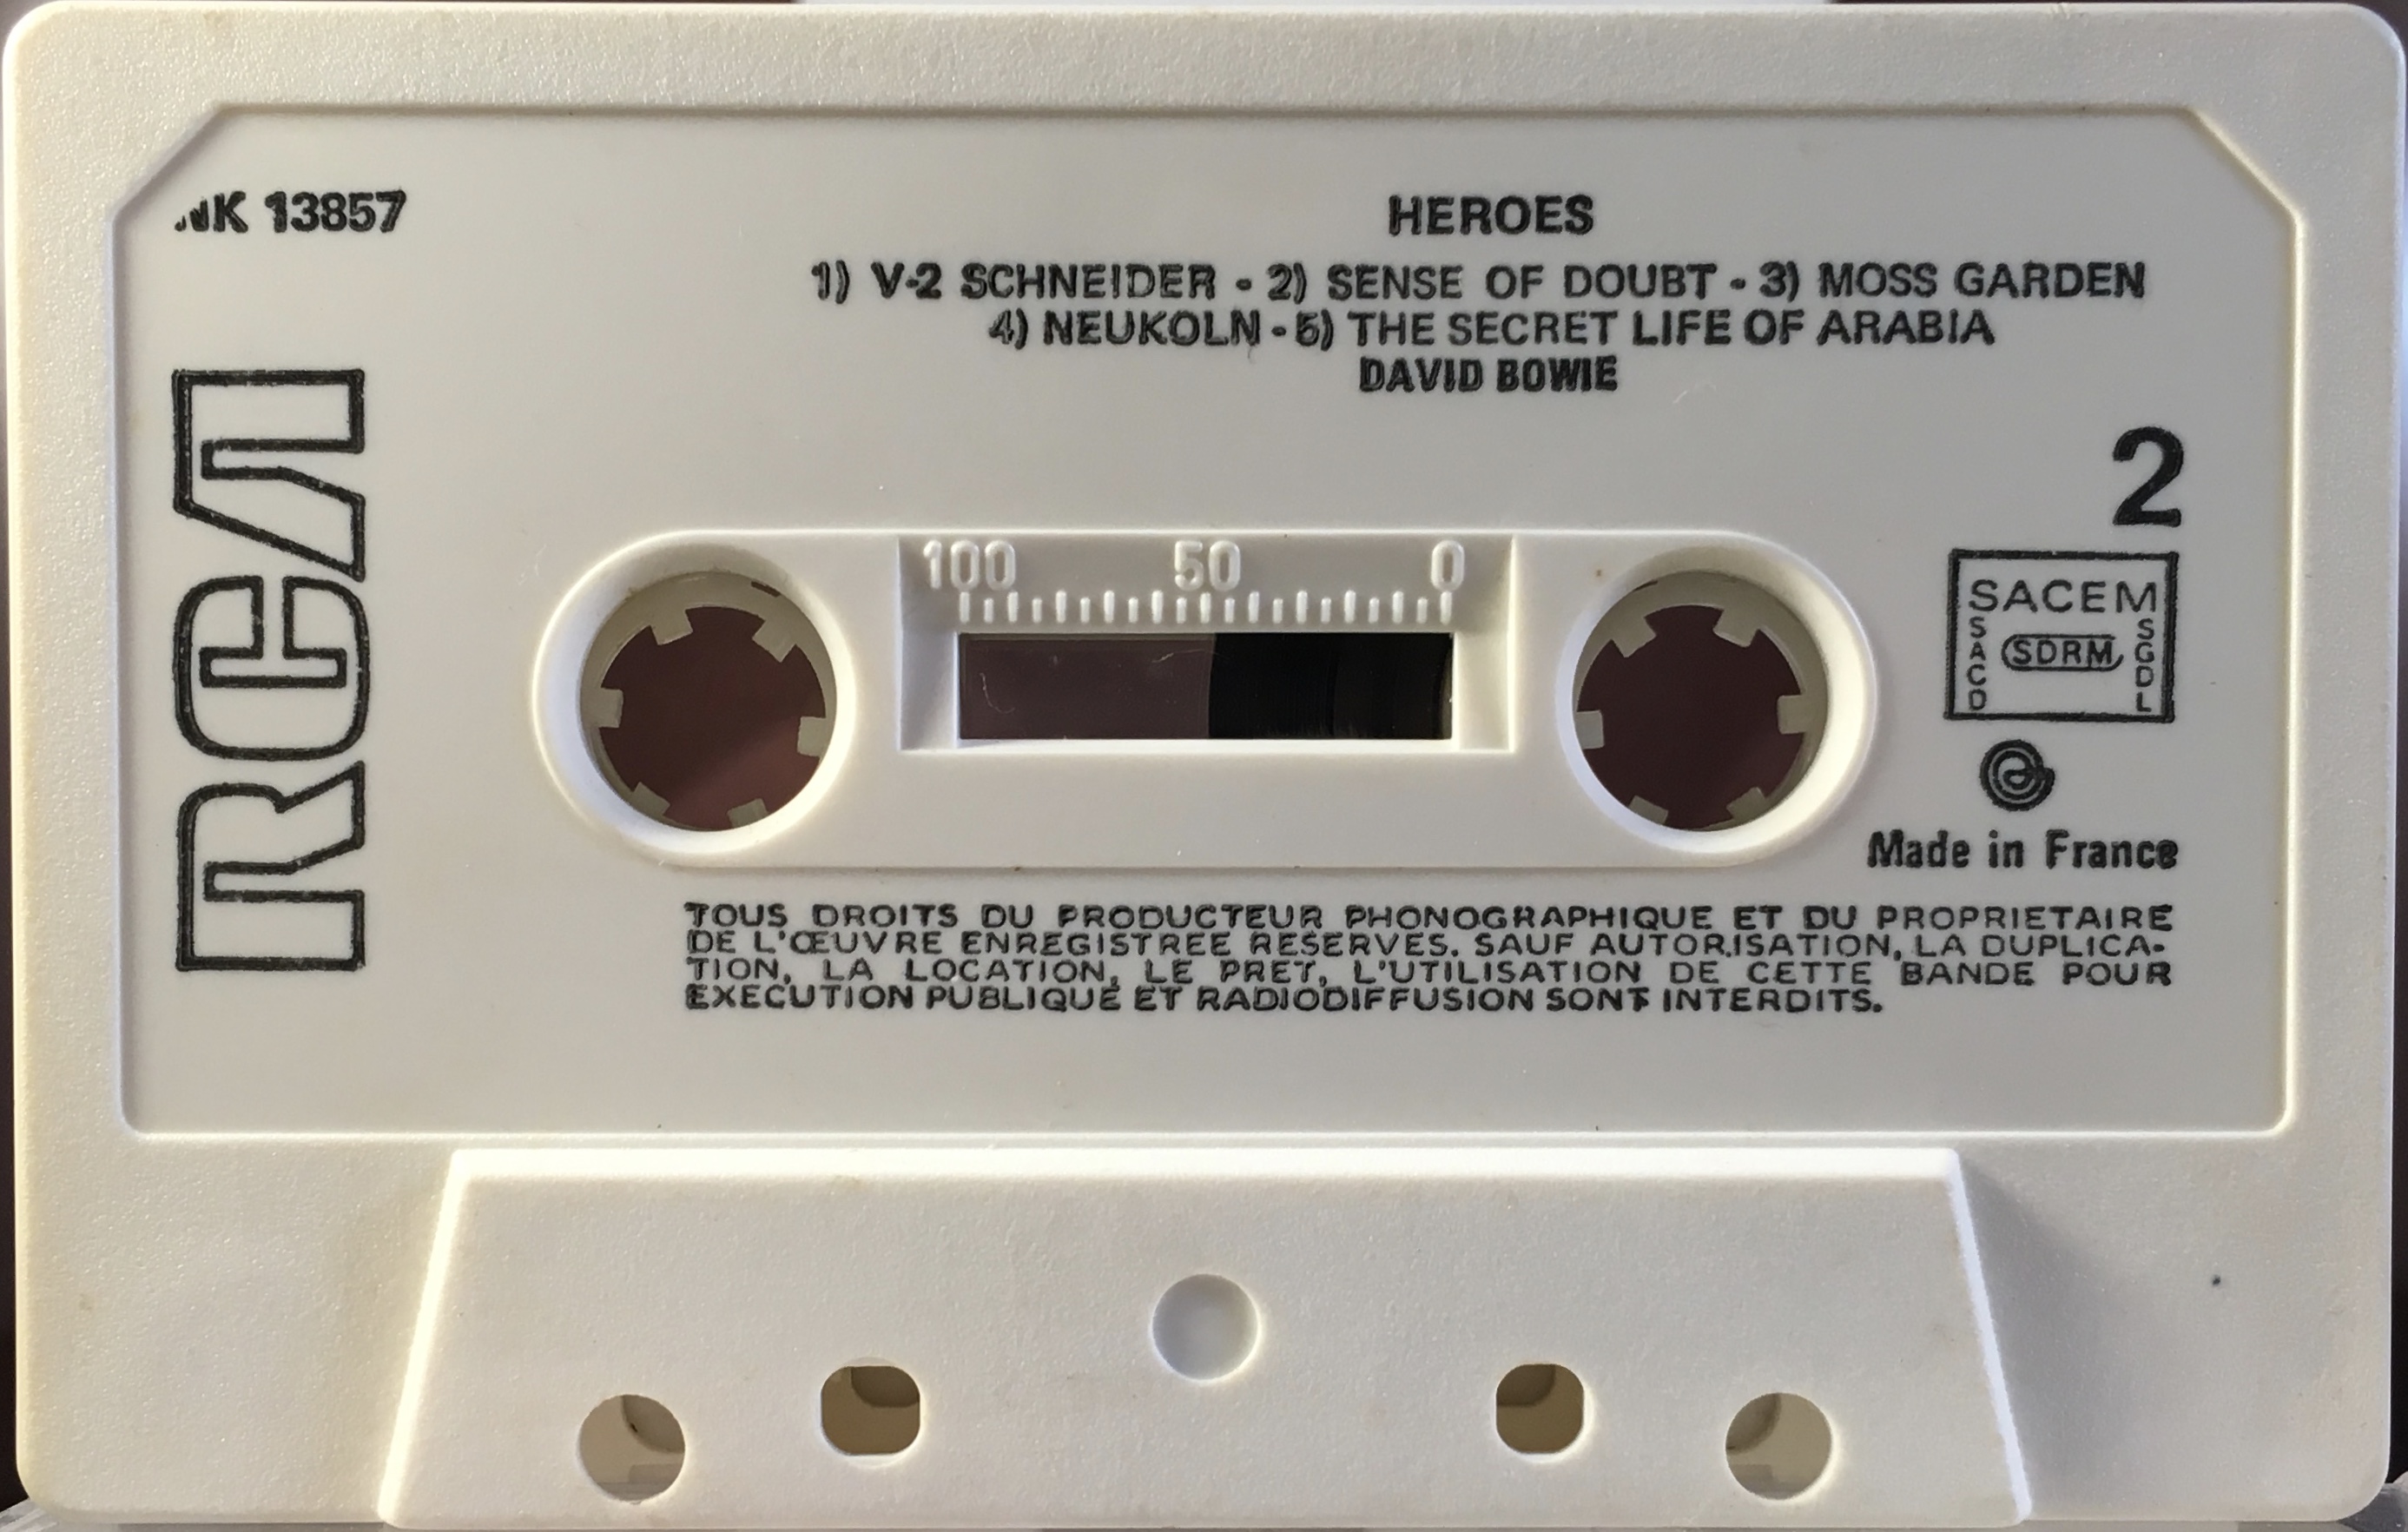 NK 13857
HEROES
1) V-2 SCHNEIDER - 2) SENSE OF DOUBT - 3) MOSS GARDEN
4) NEUKOLN - 5) THE SECRET LIFE OF ARABIA
DAVID BOWIE
RCA
2
100 50 0
SACEM
SACD
SDRM
SGDL
Made in France
TOUS DROITS DU PRODUCTEUR PHONOGRAPHIQUE ET DU PROPRIETAIRE
DE L'ŒUVRE ENREGISTREE RESERVES. SAUF AUTORISATION, LA DUPLICA-
TION, LA LOCATION, LE PRET, L'UTILISATION DE CETTE BANDE POUR
EXECUTION PUBLIQUE ET RADIODIFFUSION SONT INTERDITS.